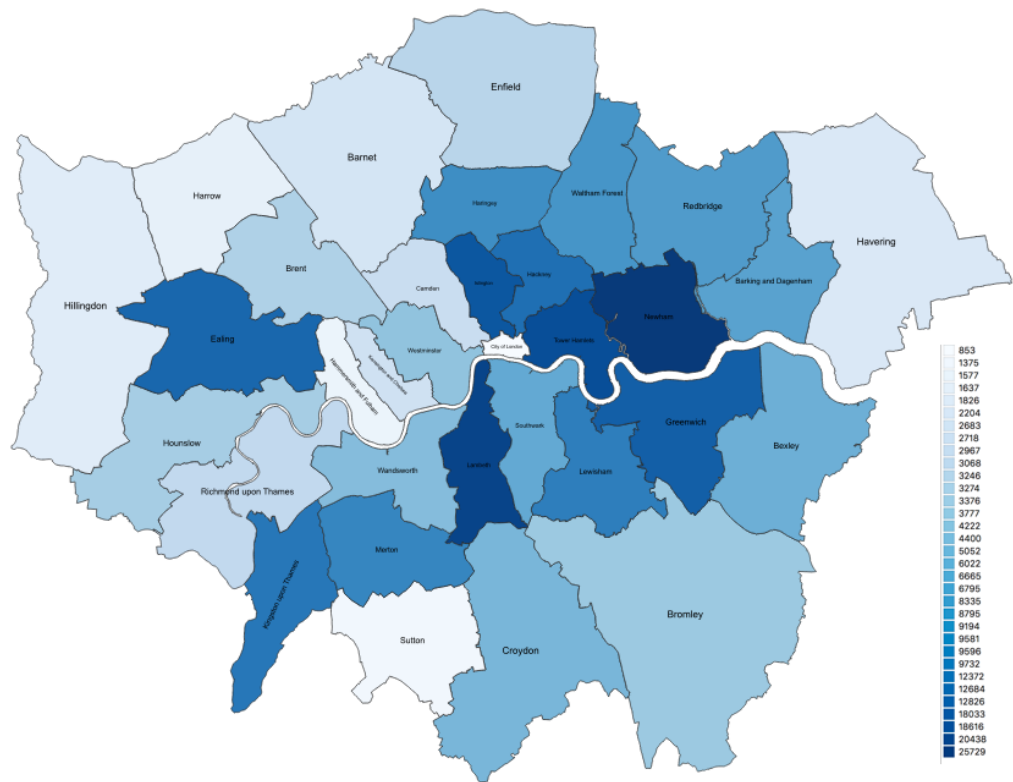 Enfield
Barnet
Harrow
Haringey
Waltham Forest
Redbridge
Havering
Brent
Camden
Islington
Hackney
Barking and Dagenham
Hillingdon
Ealing
Westminster
Kensington and Chelsea
Hammersmith and Fulham
City of London
Tower Hamlets
Newham
Hounslow
Richmond upon Thames
Wandsworth
Lambeth
Southwark
Lewisham
Greenwich
Bexley
Merton
Kingston upon Thames
Sutton
Croydon
Bromley
853
1375
1577
1637
1826
2204
2683
2718
2967
3068
3246
3274
3376
3777
4222
4400
5052
6022
6665
6795
8335
8795
9194
9581
9596
9732
12372
12684
12826
18033
18616
20438
25729